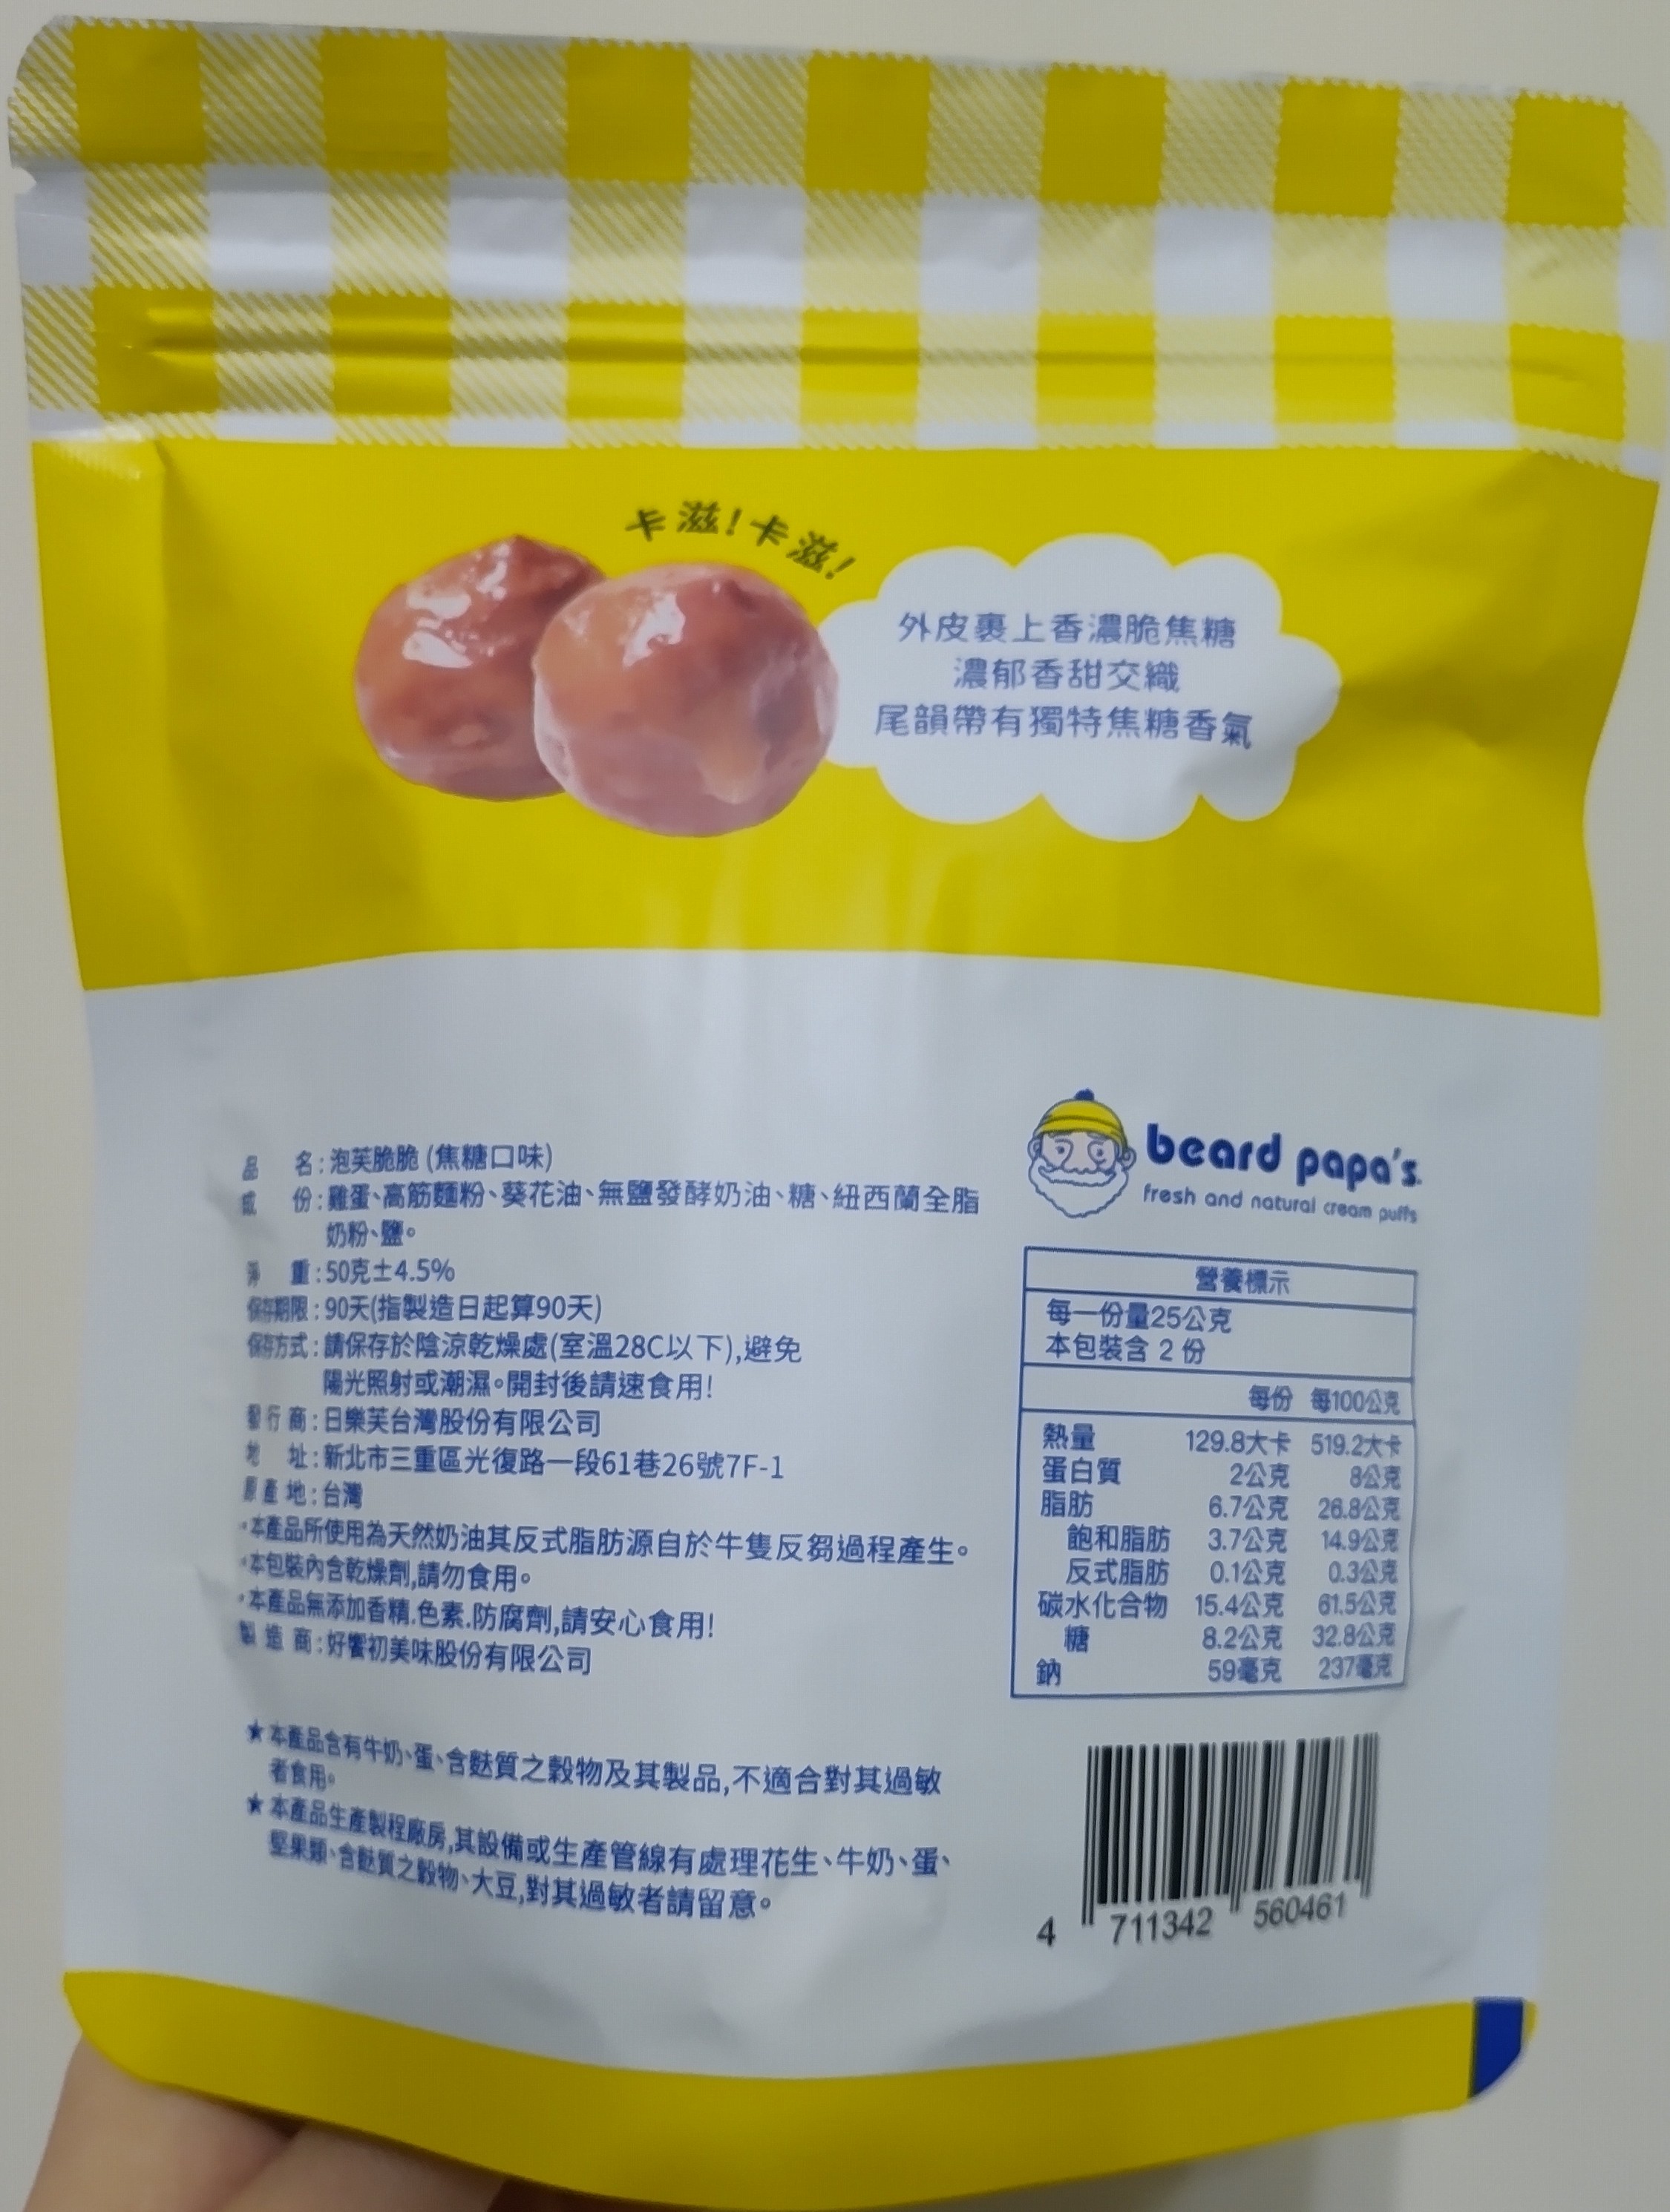 卡滋!卡滋!
外皮裹上香濃脆焦糖
濃郁香甜交織
尾韻帶有獨特焦糖香氣
品 名:泡芙脆脆(焦糖口味)
成 份:雞蛋、高筋麵粉、葵花油、無鹽發酵奶油、糖、紐西蘭全脂
奶粉、鹽。
淨 重:50克±4.5%
保存期限:90天(指製造日起算90天)
保存方式:請保存於陰涼乾燥處(室溫28C以下),避免
陽光照射或潮濕。開封後請速食用!
發行商:日樂芙台灣股份有限公司
地 址:新北市三重區光復路一段61巷26號7F-1
原產地:台灣
•本產品所使用為天然奶油其反式脂肪源自於牛隻反芻過程產生。
•本包裝內含乾燥劑,請勿食用。
•本產品無添加香精.色素.防腐劑,請安心食用!
製造商:好饗初美味股份有限公司
★本產品含有牛奶、蛋、含麩質之穀物及其製品,不適合對其過敏
者食用。
★本產品生產製程廠房,其設備或生產管線有處理花生、牛奶、蛋、
堅果類、含麩質之穀物、大豆,對其過敏者請留意。
beard papa's
fresh and natural cream puffs
營養標示
每一份量25公克
本包裝含 2 份
每份 每100公克
熱量 129.8大卡 519.2大卡
蛋白質 2公克 8公克
脂肪 6.7公克 26.8公克
飽和脂肪 3.7公克 14.9公克
反式脂肪 0.1公克 0.3公克
碳水化合物 15.4公克 61.5公克
糖 8.2公克 32.8公克
鈉 59毫克 237毫克
4 711342 560461